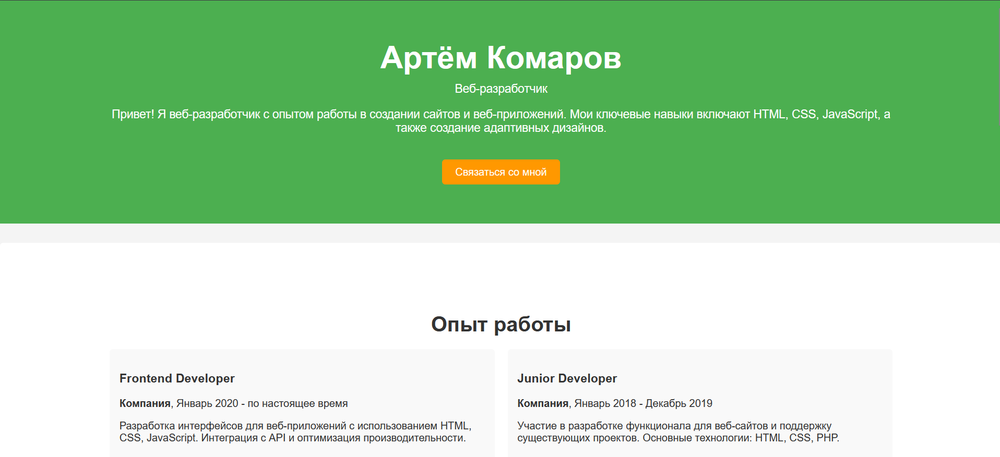 Артём Комаров
Веб-разработчик
Привет! Я веб-разработчик с опытом работы в создании сайтов и веб-приложений. Мои ключевые навыки включают HTML, CSS, JavaScript, а
также создание адаптивных дизайнов.
Связаться со мной
Опыт работы
Frontend Developer
Компания, Январь 2020 - по настоящее время
Разработка интерфейсов для веб-приложений с использованием HTML,
CSS, JavaScript. Интеграция с API и оптимизация производительности.
Junior Developer
Компания, Январь 2018 - Декабрь 2019
Участие в разработке функционала для веб-сайтов и поддержку
существующих проектов. Основные технологии: HTML, CSS, PHP.